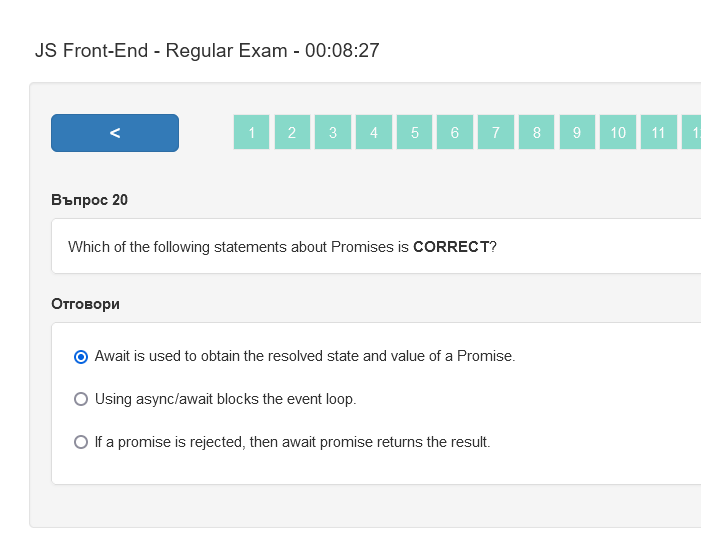 JS Front-End - Regular Exam - 00:08:27
< 1 2 3 4 5 6 7 8 9 10 11
Въпрос 20
Which of the following statements about Promises is CORRECT?
Отговори
Await is used to obtain the resolved state and value of a Promise.
Using async/await blocks the event loop.
If a promise is rejected, then await promise returns the result.